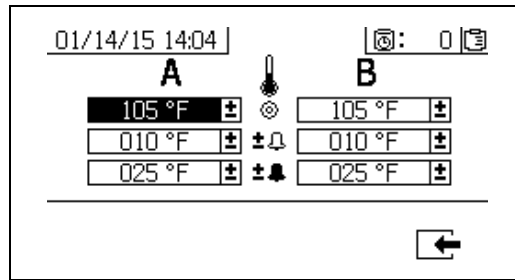 01/14/15 14:04 : 0
A B
105 °F ± 105 °F ±
010 °F ± ± 010 °F ±
025 °F ± ± 025 °F ±